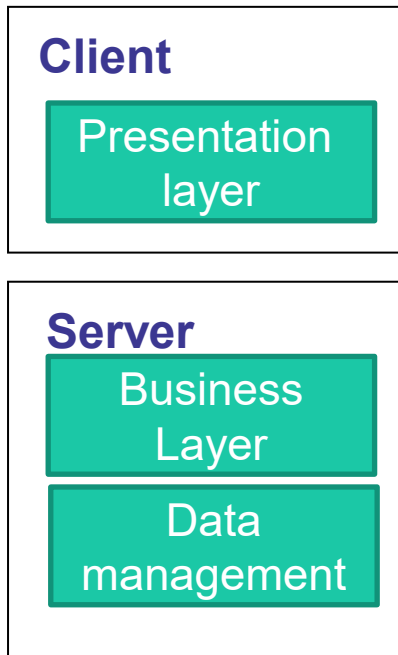 Client
Presentation
layer
Server
Business
Layer
Data
management